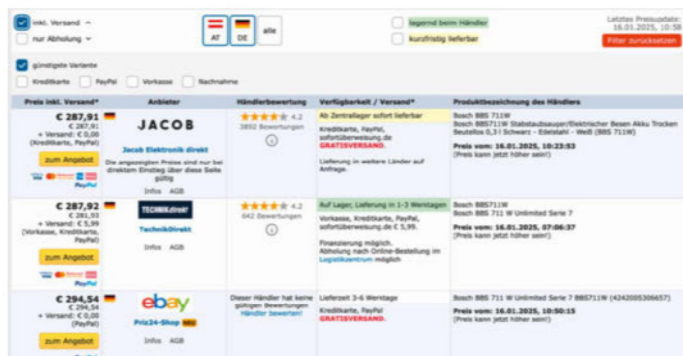 inkl. Versand
nur Abholung
AT
DE
alle
lagernd beim Händler
kurzfristig lieferbar
Letztes Preisupdate:
16.01.2025, 10:58
Filter zurücksetzen
günstigste Variante
Kreditkarte PayPal Vorkasse Nachnahme
Preis inkl. Versand* Anbieter Händlerbewertung Verfügbarkeit / Versand* Produktbezeichnung des Händlers
€ 287,91
€ 287,91
+ Versand: € 0,00
(Kreditkarte, PayPal)
zum Angebot
PayPal
JACOB
Jacob Elektronik direkt
Die angezeigten Preise sind nur bei
direktem Einstieg über diese Seite
gültig
Infos AGB
4.2
3892 Bewertungen
Ab Zentrallager sofort lieferbar
Kreditkarte, PayPal,
sofortüberweisung.de
GRATISVERSAND.
Lieferung in weitere Länder auf
Anfrage.
Bosch BBS 711W
Bosch BBS711W Stabstaubsauger/Elektrischer Besen Akku Trocken
Beutellos 0,3 l Schwarz - Edelstahl - Weiß (BBS 711W)
Preis vom: 16.01.2025, 10:23:53
(Preis kann jetzt höher sein!)
€ 287,92
€ 281,93
+ Versand: € 5,99
(Vorkasse, Kreditkarte,
PayPal)
zum Angebot
PayPal
TECHNIKdirekt
TechnikDirekt
Infos AGB
4.2
642 Bewertungen
Auf Lager, Lieferung in 1-3 Werktagen
Vorkasse, Kreditkarte, PayPal,
sofortüberweisung.de € 5,99.
Finanzierung möglich.
Abholung nach Online-Bestellung im
Logistikzentrum möglich
Bosch BBS711W
Bosch BBS 711 W Unlimited Serie 7
Preis vom: 16.01.2025, 07:06:37
(Preis kann jetzt höher sein!)
€ 294,54
€ 294,54
+ Versand: € 0,00
(PayPal)
zum Angebot
ebay
Priz24-Shop NEU
Infos AGB
Dieser Händler hat keine
gültigen Bewertungen
Händler bewerten!
Lieferzeit 3-6 Werktage
Kreditkarte, PayPal
GRATISVERSAND.
Bosch BBS 711 W Unlimited Serie 7 BBS711W (4242005306657)
Preis vom: 16.01.2025, 10:50:15
(Preis kann jetzt höher sein!)